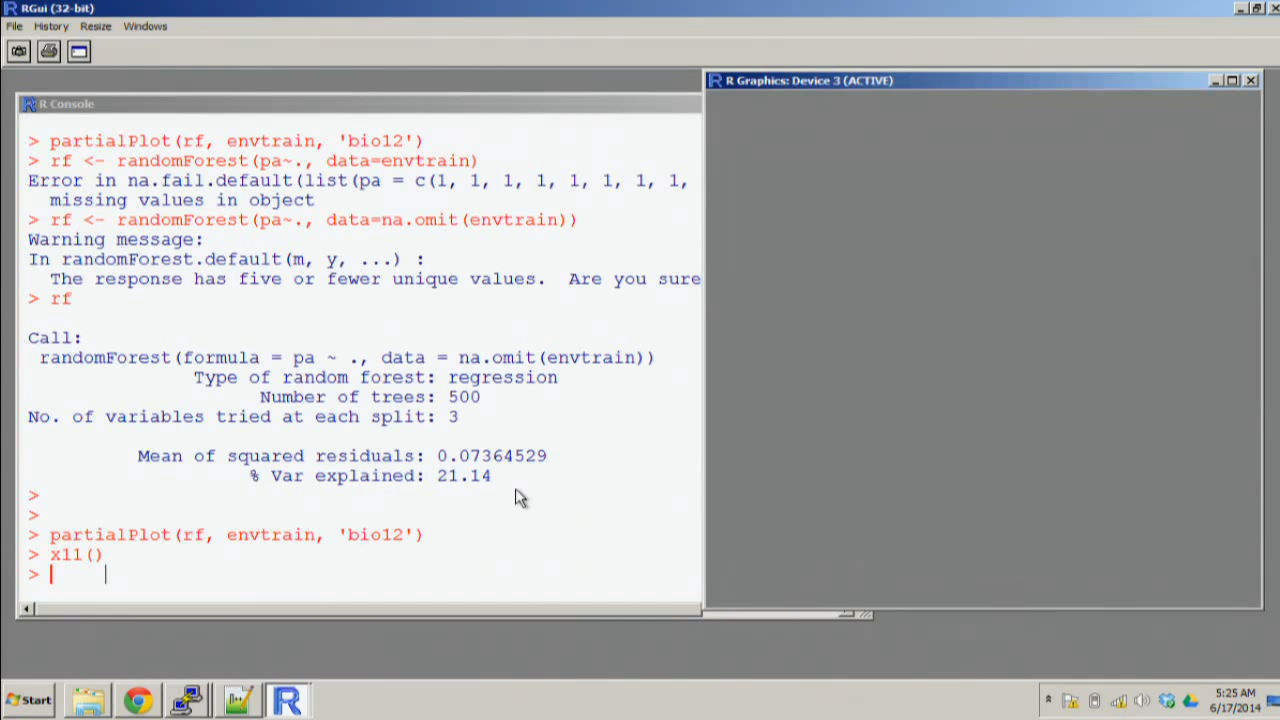 RGui (32-bit)
File History Resize Windows
R Graphics: Device 3 (ACTIVE)
R Console
> partialPlot(rf, envtrain, 'bio12')
> rf <- randomForest(pa~., data=envtrain)
Error in na.fail.default(list(pa = c(1, 1, 1, 1, 1, 1, 1, 1,
missing values in object
> rf <- randomForest(pa~., data=na.omit(envtrain))
Warning message:
In randomForest.default(m, y, ...) :
The response has five or fewer unique values.  Are you sure
> rf
Call:
randomForest(formula = pa ~ ., data = na.omit(envtrain))
Type of random forest: regression
Number of trees: 500
No. of variables tried at each split: 3
Mean of squared residuals: 0.07364529
% Var explained: 21.14
>
>
> partialPlot(rf, envtrain, 'bio12')
> x11()
>
Start
5:25 AM
6/17/2014